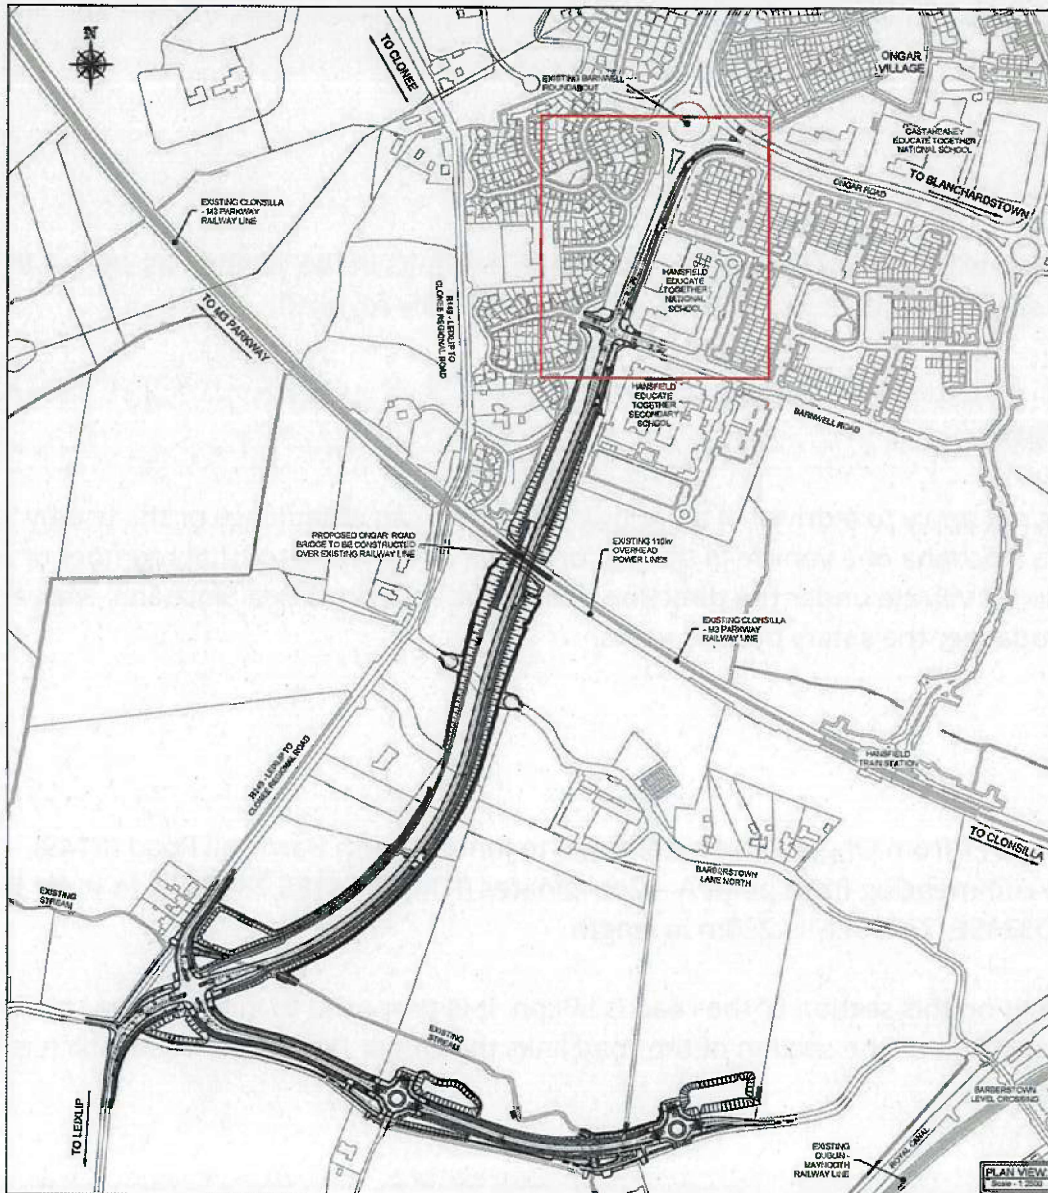 N
TO CLONEE
EXISTING BARNWELL
ROUNDABOUT
ONGAR
VILLAGE
CASTAHEANEY
EDUCATE TOGETHER
NATIONAL SCHOOL
ONGAR ROAD
TO BLANCHARDSTOWN
EXISTING CLONSILLA
- M3 PARKWAY
RAILWAY LINE
TO M3 PARKWAY
R149 - LEIXLIP TO
CLONEE REGIONAL ROAD
HANSFIELD
EDUCATE
TOGETHER
NATIONAL
SCHOOL
HANSFIELD
EDUCATE
TOGETHER
SECONDARY
SCHOOL
BARNWELL ROAD
PROPOSED ONGAR ROAD
BRIDGE TO BE CONSTRUCTED
OVER EXISTING RAILWAY LINE
EXISTING 110kV
OVERHEAD
POWER LINES
EXISTING CLONSILLA
- M3 PARKWAY
RAILWAY LINE
R149 - LEIXLIP TO
CLONEE REGIONAL ROAD
HANSFIELD
TRAIN STATION
TO CLONSILLA
BARBERSTOWN
LANE NORTH
EXISTING
STREAM
EXISTING
STREAM
TO LEIXLIP
BARBERSTOWN
LEVEL CROSSING
EXISTING
DUBLIN -
MAYNOOTH
RAILWAY LINE
ROYAL CANAL
PLAN VIEW
Scale - 1:2500